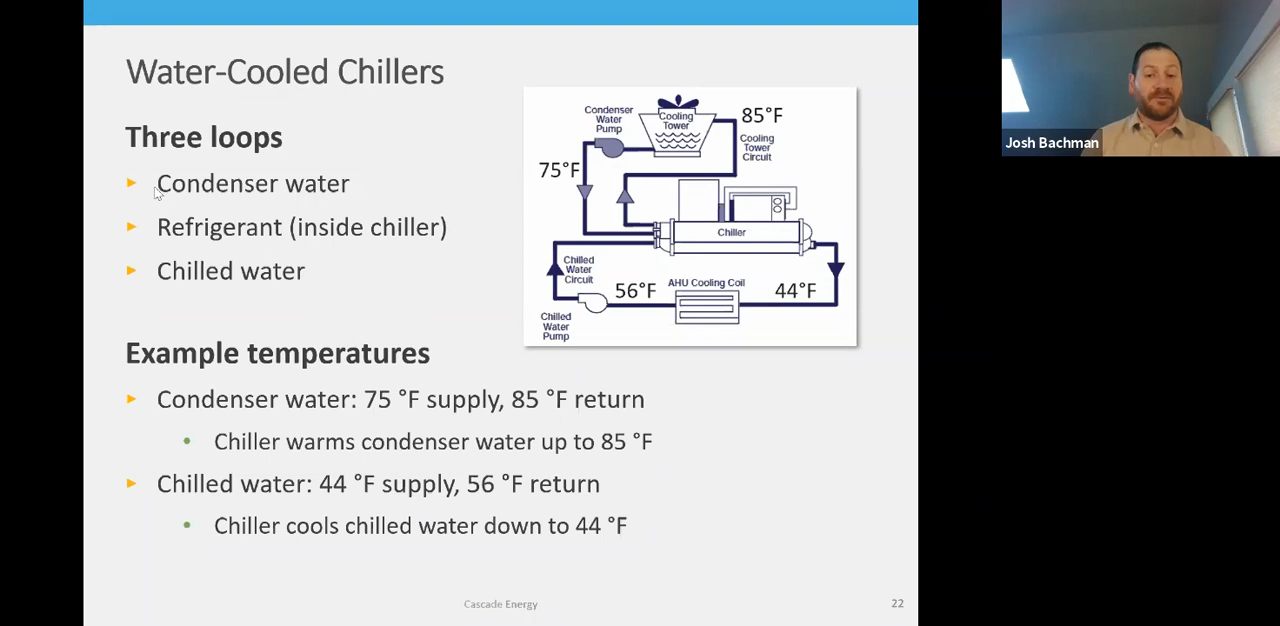 Water-Cooled Chillers
Three loops
Condenser water
Refrigerant (inside chiller)
Chilled water
Condenser
Water
Pump
Cooling
Tower
85°F
Cooling
Tower
Circuit
75°F
Chiller
Chilled
Water
Circuit
56°F
AHU Cooling Coil
44°F
Chilled
Water
Pump
Example temperatures
Condenser water: 75 °F supply, 85 °F return
Chiller warms condenser water up to 85 °F
Chilled water: 44 °F supply, 56 °F return
Chiller cools chilled water down to 44 °F
Cascade Energy
22
Josh Bachman